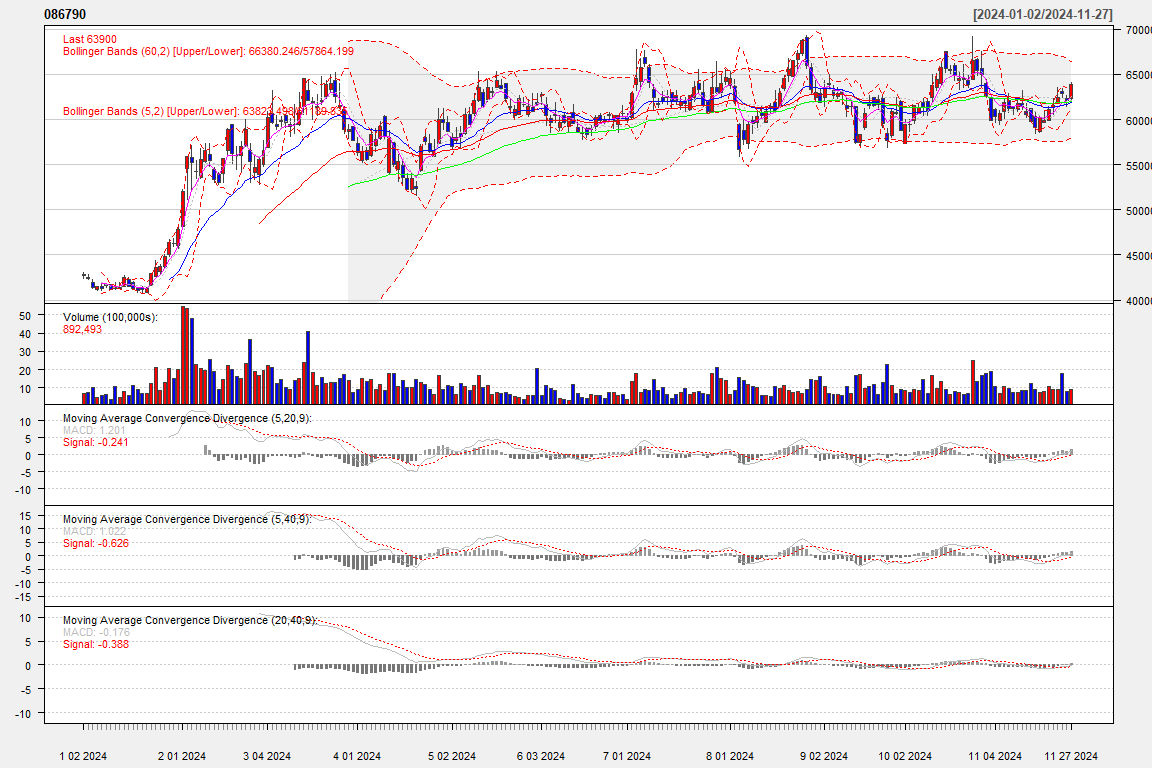 086790 [2024-01-02/2024-11-27]
Last 63900
Bollinger Bands (60,2) [Upper/Lower]: 66380.246/57864.199
Bollinger Bands (5,2) [Upper/Lower]:
70000
65000
60000
55000
50000
45000
40000
Volume (100,000s):
892,493
50
40
30
20
10
Moving Average Convergence Divergence (5,20,9):
MACD: 1.201
Signal: -0.241
10
5
0
-5
-10
Moving Average Convergence Divergence (5,40,9):
MACD: 1.022
Signal: -0.626
15
10
5
0
-5
-10
-15
Moving Average Convergence Divergence (20,40,9):
MACD: -0.176
Signal: -0.388
10
5
0
-5
-10
1 02 2024 2 01 2024 3 04 2024 4 01 2024 5 02 2024 6 03 2024 7 01 2024 8 01 2024 9 02 2024 10 02 2024 11 04 2024 11 27 2024